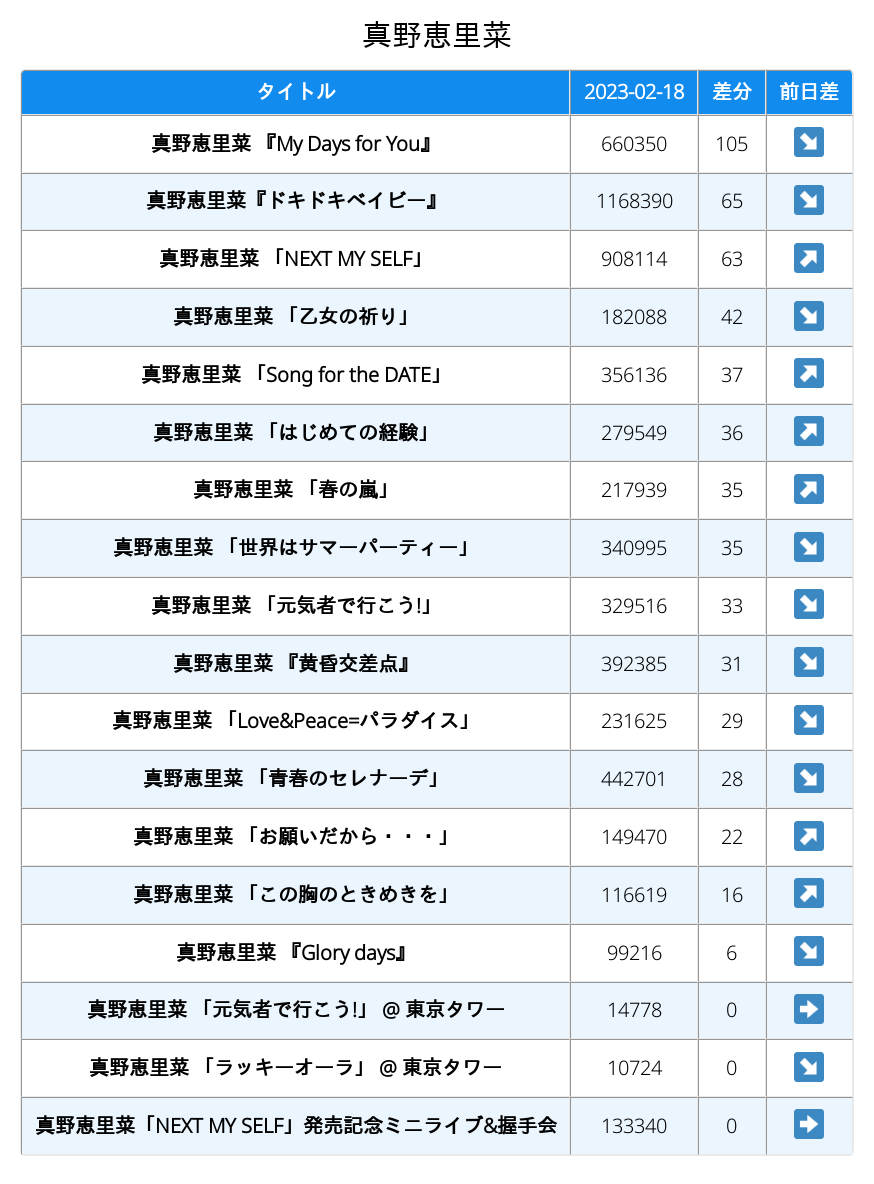 真野恵里菜
タイトル 2023-02-18 差分 前日差
真野恵里菜 『My Days for You』 660350 105 ↘
真野恵里菜『ドキドキベイビー』 1168390 65 ↘
真野恵里菜 「NEXT MY SELF」 908114 63 ↗
真野恵里菜 「乙女の祈り」 182088 42 ↘
真野恵里菜 「Song for the DATE」 356136 37 ↗
真野恵里菜 「はじめての経験」 279549 36 ↗
真野恵里菜 「春の嵐」 217939 35 ↗
真野恵里菜 「世界はサマーパーティー」 340995 35 ↘
真野恵里菜 「元気者で行こう!」 329516 33 ↘
真野恵里菜 『黄昏交差点』 392385 31 ↘
真野恵里菜 「Love&Peace=パラダイス」 231625 29 ↘
真野恵里菜 「青春のセレナーデ」 442701 28 ↘
真野恵里菜 「お願いだから・・・」 149470 22 ↗
真野恵里菜 「この胸のときめきを」 116619 16 ↗
真野恵里菜 『Glory days』 99216 6 ↘
真野恵里菜 「元気者で行こう!」 @ 東京タワー 14778 0 ➡
真野恵里菜 「ラッキーオーラ」 @ 東京タワー 10724 0 ↘
真野恵里菜「NEXT MY SELF」発売記念ミニライブ&握手会 133340 0 ➡